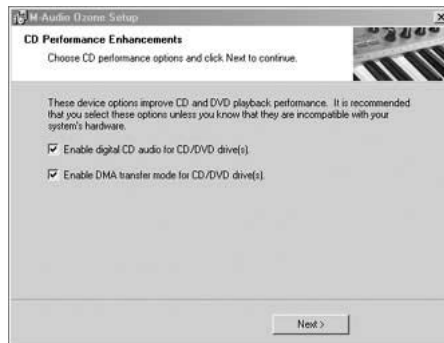 M-Audio Ozone Setup
CD Performance Enhancements
Choose CD performance options and click Next to continue.
These device options improve CD and DVD playback performance. It is recommended
that you select these options unless you know that they are incompatible with your
system's hardware.
Enable digital CD audio for CD/DVD drive(s).
Enable DMA transfer mode for CD/DVD drive(s).
Next >